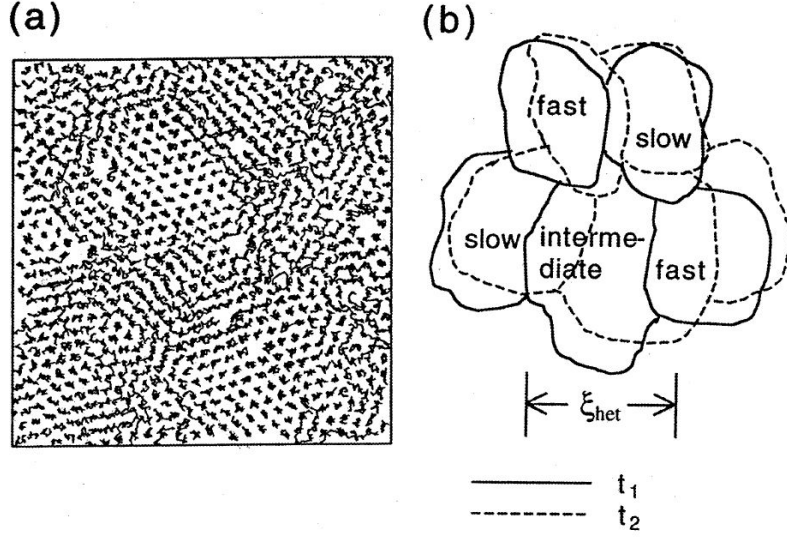 (a)
(b)
fast
slow
slow
interme-
diate
fast
ξhet
t1
t2